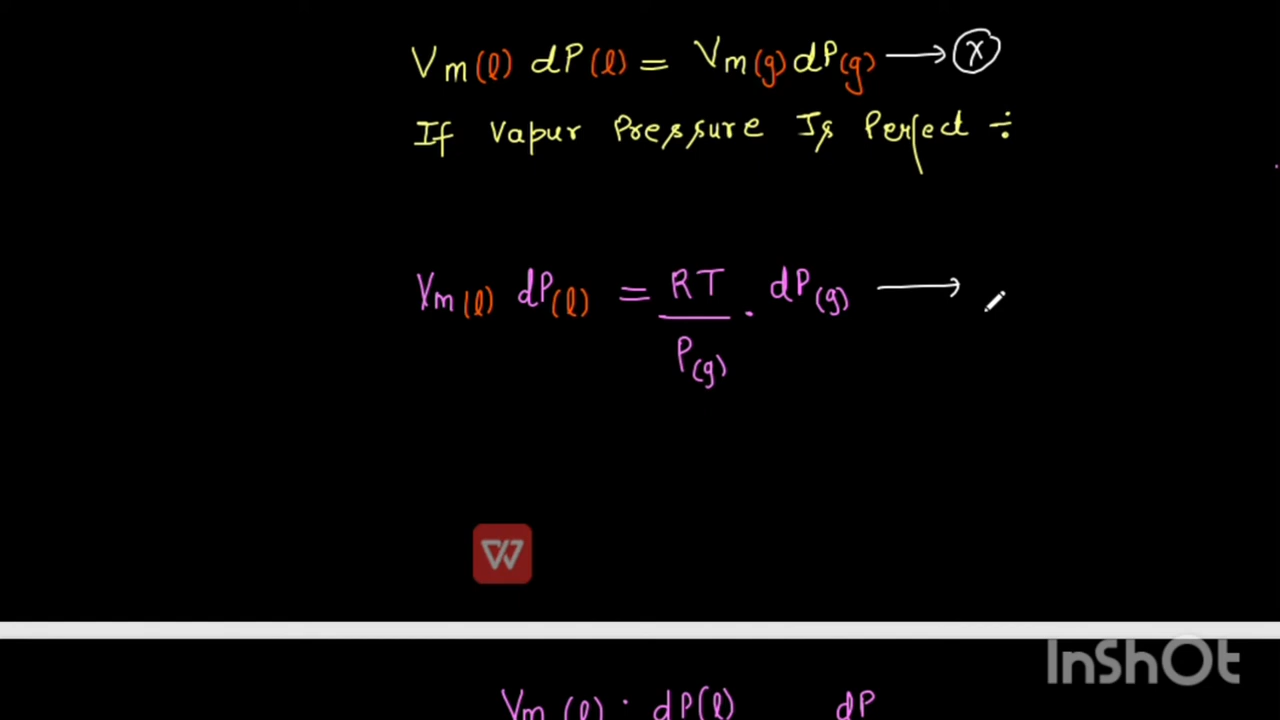 Vm(l) dP(l) = Vm(g) dP(g) → (X)
If Vapur Pressure Is Perfect ÷
Vm(l) dP(l) = RT/P(g) . dP(g) →
W
Vm(l) . dP(l) dP
InShOt